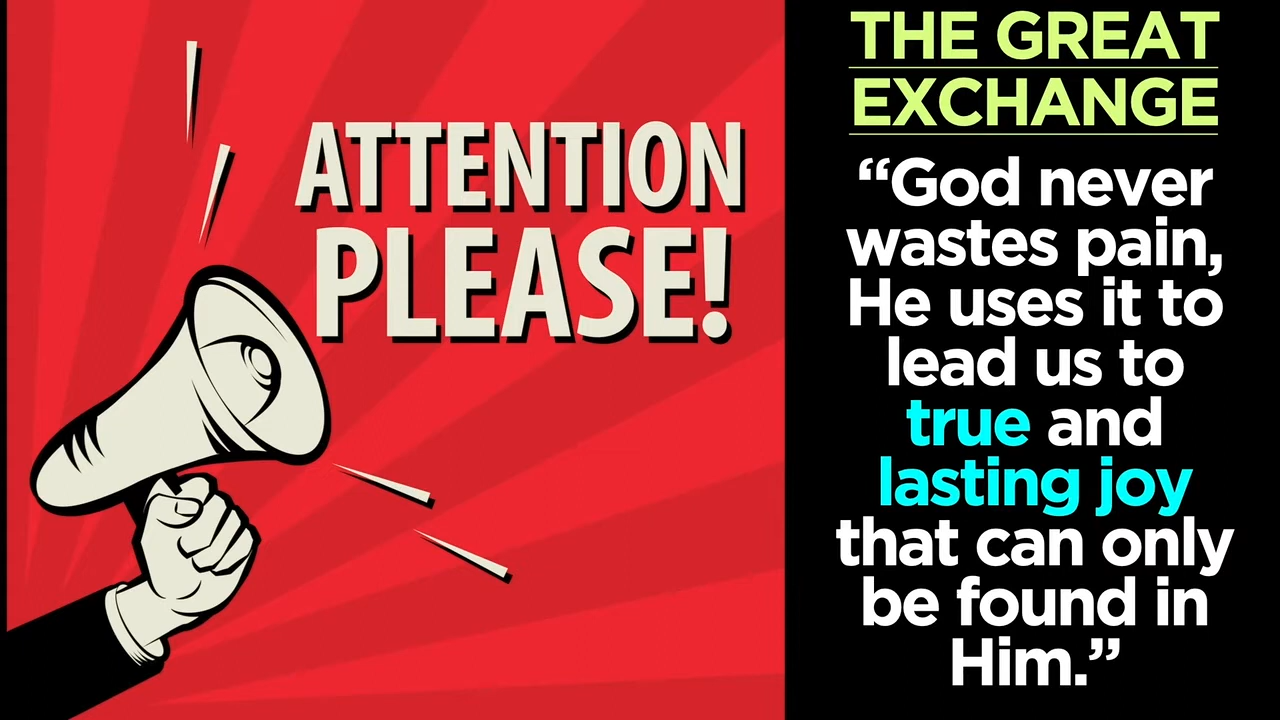 ATTENTION
PLEASE!
THE GREAT
EXCHANGE
“God never
wastes pain,
He uses it to
lead us to
true and
lasting joy
that can only
be found in
Him.”